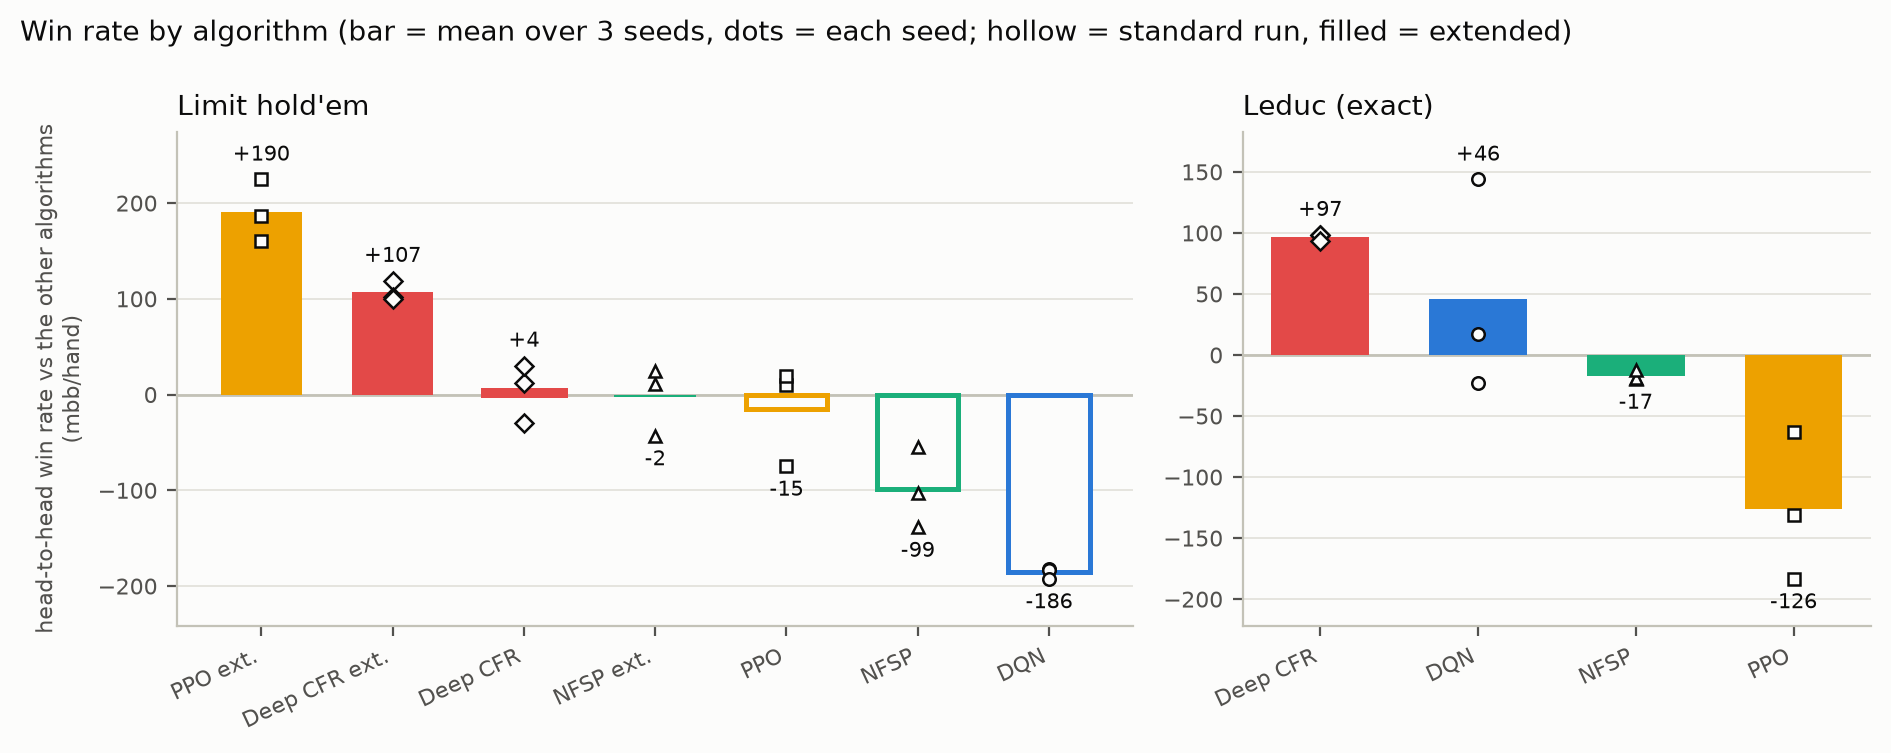 Win rate by algorithm (bar = mean over 3 seeds, dots = each seed; hollow = standard run, filled = extended)
Limit hold'em
head-to-head win rate vs the other algorithms
(mbb/hand)
200
100
0
−100
−200
+190
+107
+4
-2
-15
-99
-186
PPO ext.
Deep CFR ext.
Deep CFR
NFSP ext.
PPO
NFSP
DQN
Leduc (exact)
150
100
50
0
−50
−100
−150
−200
+97
+46
-17
-126
Deep CFR
DQN
NFSP
PPO